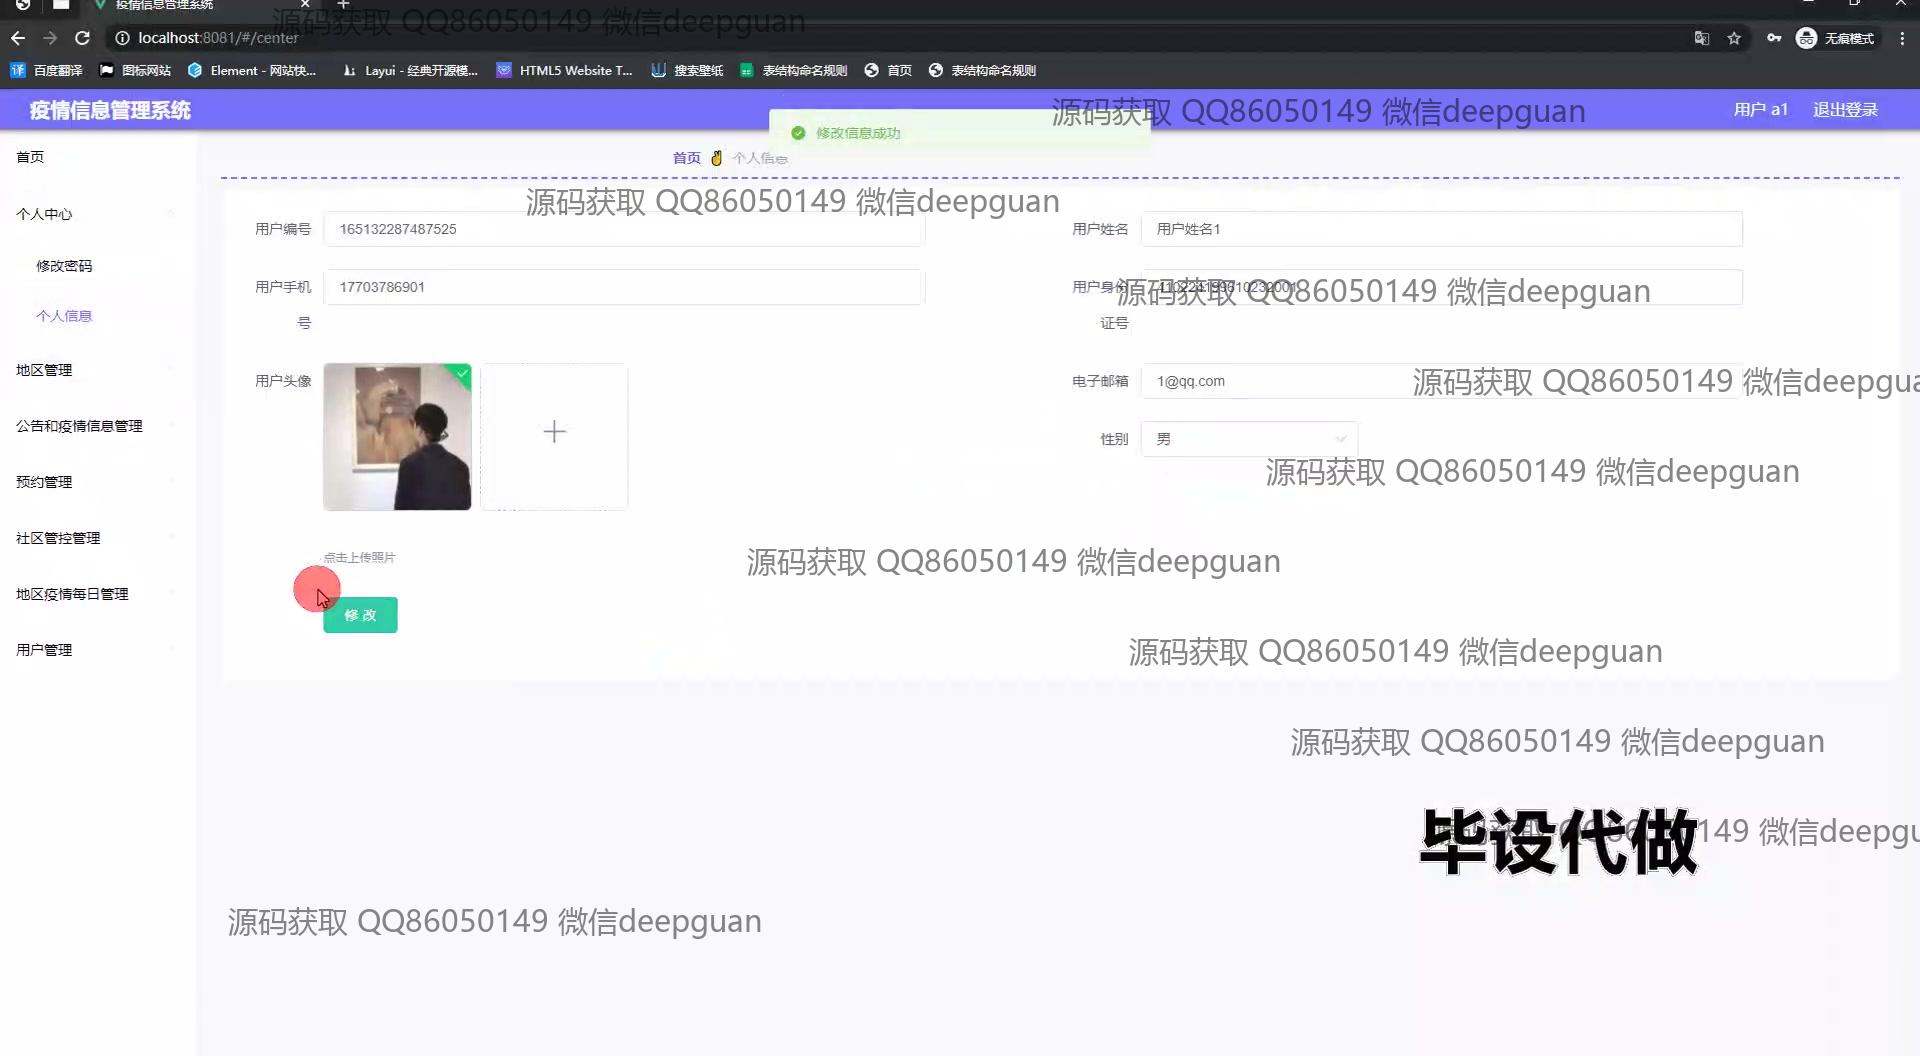 疫情信息管理系统
源码获取 QQ86050149 微信deepguan
localhost:8081/#/center
无痕模式
百度翻译
图标网站
Element - 网站快...
Layui - 经典开源模...
HTML5 Website T...
搜索壁纸
表结构命名规则
首页
表结构命名规则
疫情信息管理系统
修改信息成功
源码获取 QQ86050149 微信deepguan
用户 a1
退出登录
首页
首页
个人信息
源码获取 QQ86050149 微信deepguan
个人中心
用户编号
165132287487525
用户姓名
用户姓名1
修改密码
用户手机号
17703786901
用户身份证号
源码获取 QQ86050149 微信deepguan
个人信息
地区管理
用户头像
电子邮箱
1@qq.com
源码获取 QQ86050149 微信deepgua
公告和疫情信息管理
性别
男
源码获取 QQ86050149 微信deepguan
预约管理
社区管控管理
点击上传照片
源码获取 QQ86050149 微信deepguan
地区疫情每日管理
修 改
用户管理
源码获取 QQ86050149 微信deepguan
源码获取 QQ86050149 微信deepguan
毕设代做
149 微信deepgu
源码获取 QQ86050149 微信deepguan